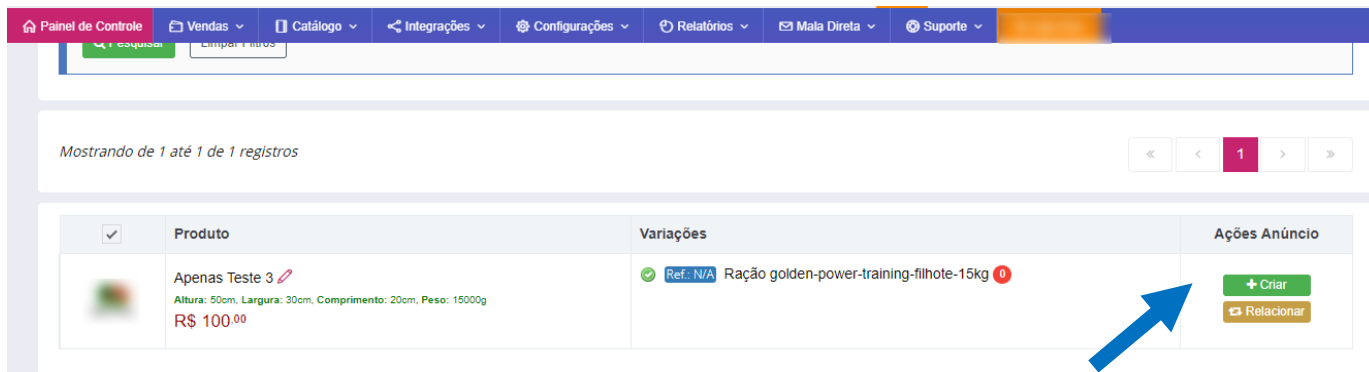 Painel de Controle Vendas Catálogo Integrações Configurações Relatórios Mala Direta Suporte
Pesquisar Limpar Filtros
Mostrando de 1 até 1 de 1 registros « < 1 > »
Produto Variações Ações Anúncio
Apenas Teste 3 Ref.: N/A Ração golden-power-training-filhote-15kg 0 + Criar
Altura: 50cm, Largura: 30cm, Comprimento: 20cm, Peso: 15000g Relacionar
R$ 100,00